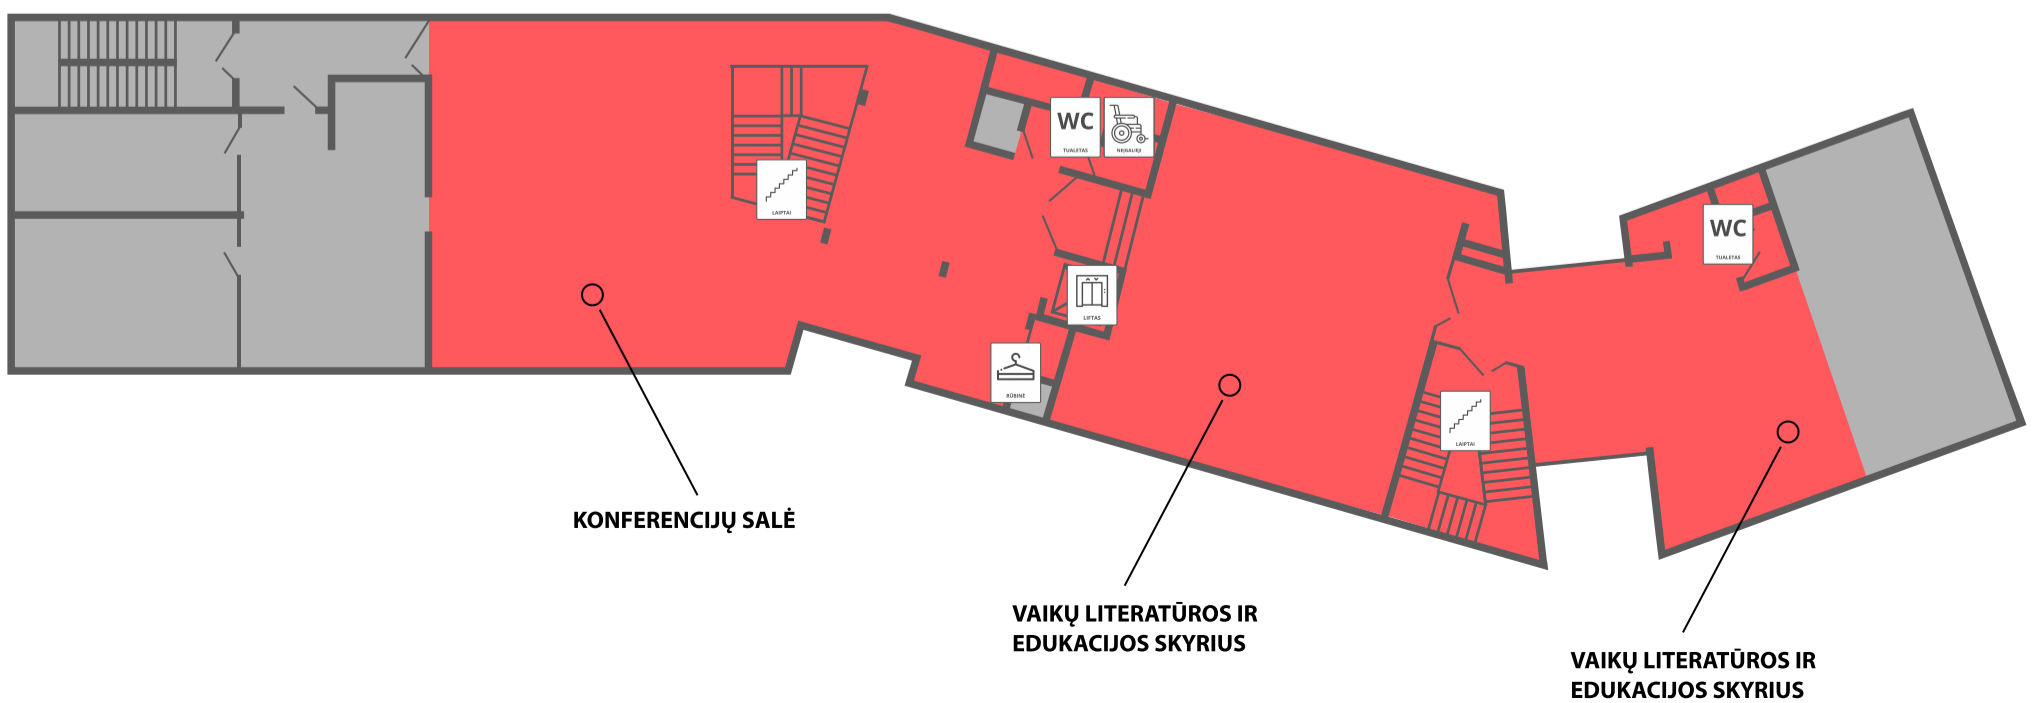 WC
TUALETAS
NEĮGALIEJI
LAIPTAI
WC
TUALETAS
LIFTAS
RŪBINĖ
LAIPTAI
KONFERENCIJŲ SALĖ
VAIKŲ LITERATŪROS IR
EDUKACIJOS SKYRIUS
VAIKŲ LITERATŪROS IR
EDUKACIJOS SKYRIUS